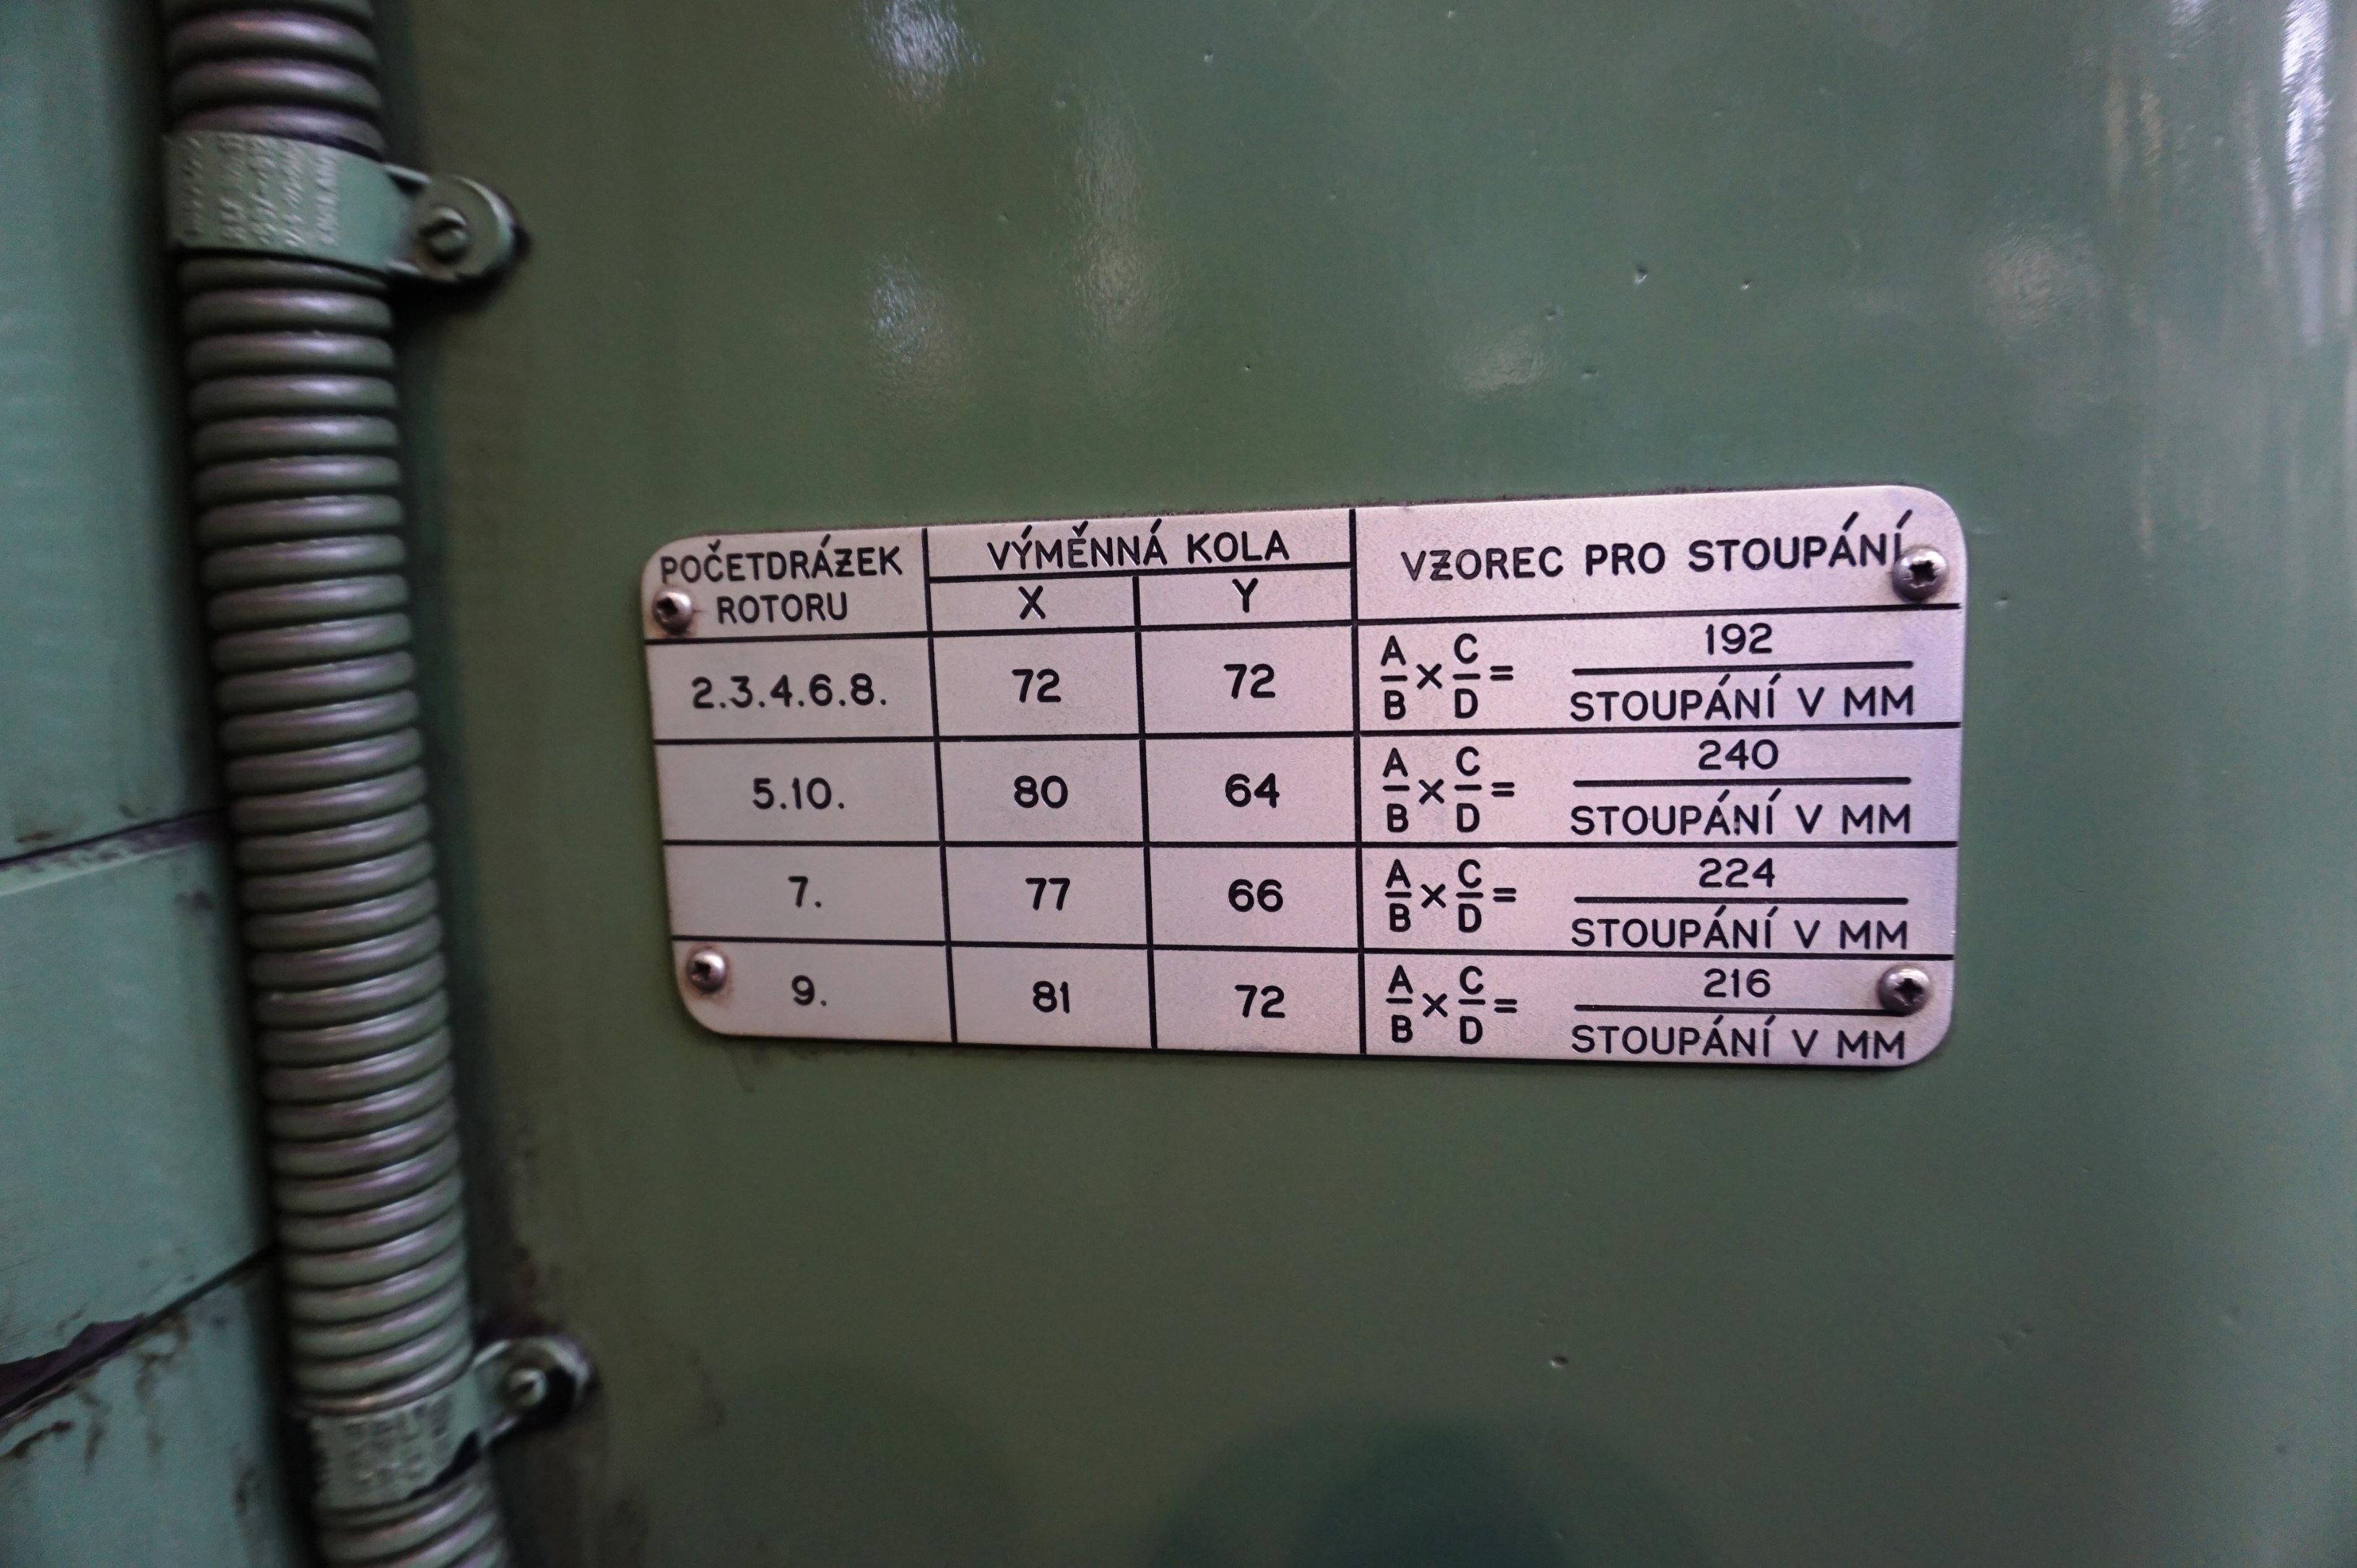 POČETDRÁZEK
ROTORU
VÝMĚNNÁ KOLA
X Y
VZOREC PRO STOUPÁNÍ
2.3.4.6.8. 72 72 A/B × C/D = 192/STOUPÁNÍ V MM
5.10. 80 64 A/B × C/D = 240/STOUPÁNÍ V MM
7. 77 66 A/B × C/D = 224/STOUPÁNÍ V MM
9. 81 72 A/B × C/D = 216/STOUPÁNÍ V MM